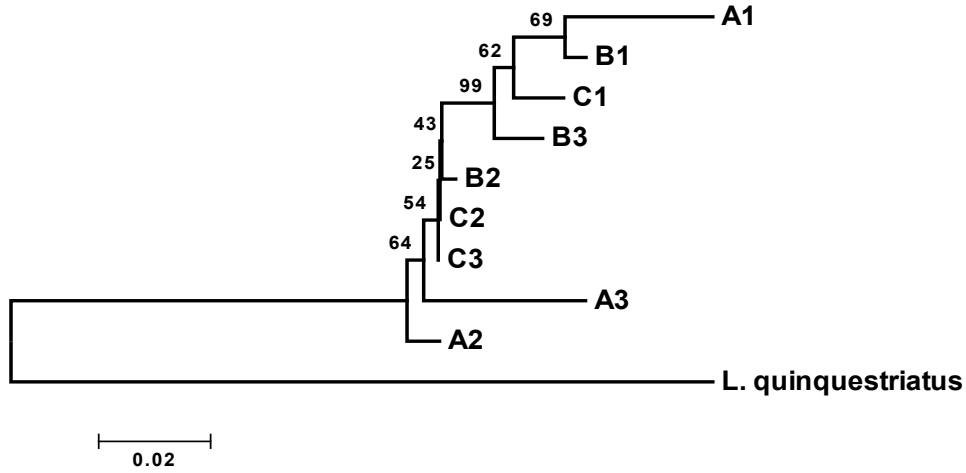 69
A1
62
B1
99
C1
43
B3
25
B2
54
C2
64
C3
A3
A2
L. quinquestriatus
0.02